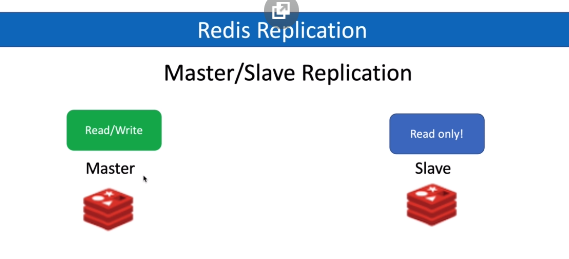 Redis Replication
Master/Slave Replication
Read/Write
Read only!
Master
Slave